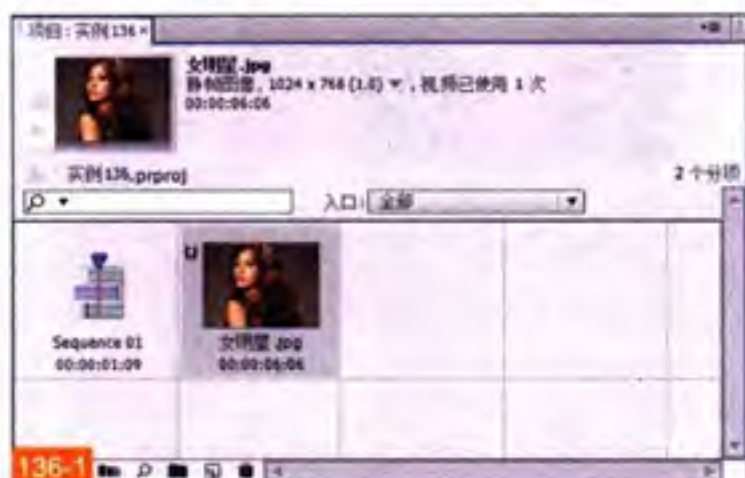 项目: 实例136 ×
女明星.jpg
静帧图像, 1024 x 768 (1.0) ▼ , 视频已使用 1 次
00:00:06:06
实例136.prproj
2 个分项
入口: 全部
Sequence 01
00:00:01:09
女明星.jpg
00:00:06:06
136-1